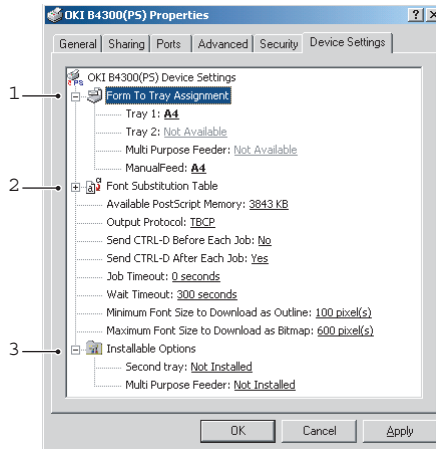 OKI B4300(PS) Properties
General Sharing Ports Advanced Security Device Settings
OKI B4300(PS) Device Settings
1 Form To Tray Assignment
Tray 1: A4
Tray 2: Not Available
Multi Purpose Feeder: Not Available
ManualFeed: A4
2 Font Substitution Table
Available PostScript Memory: 3843 KB
Output Protocol: TBCP
Send CTRL-D Before Each Job: No
Send CTRL-D After Each Job: Yes
Job Timeout: 0 seconds
Wait Timeout: 300 seconds
Minimum Font Size to Download as Outline: 100 pixel(s)
Maximum Font Size to Download as Bitmap: 600 pixel(s)
3 Installable Options
Second tray: Not Installed
Multi Purpose Feeder: Not Installed
OK Cancel Apply